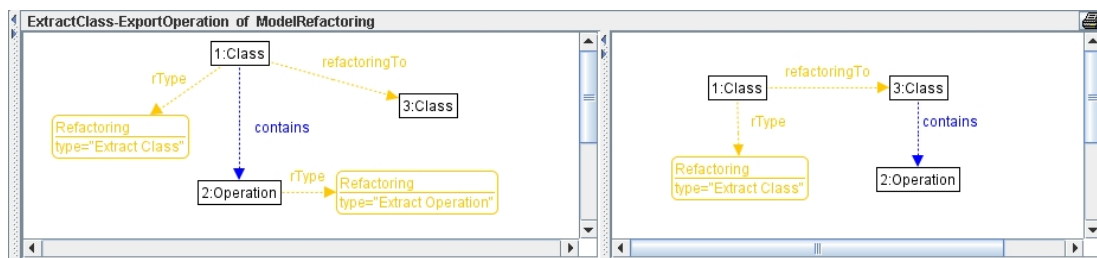 ExtractClass-ExportOperation of ModelRefactoring
1:Class
rType
refactoringTo
3:Class
Refactoring
type="Extract Class"
contains
2:Operation
rType
Refactoring
type="Extract Operation"
refactoringTo
1:Class
3:Class
rType
contains
Refactoring
type="Extract Class"
2:Operation